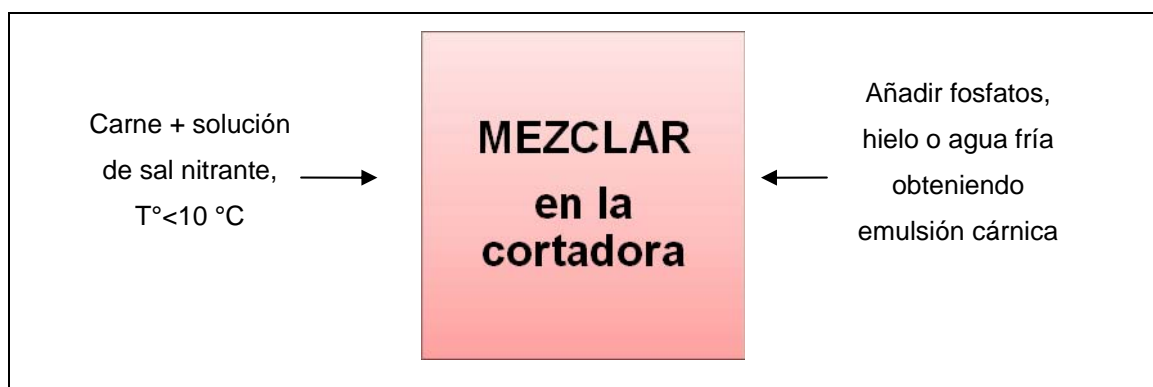 Carne + solución
de sal nitrante,
T°<10 °C
MEZCLAR
en la
cortadora
Añadir fosfatos,
hielo o agua fría
obteniendo
emulsión cárnica